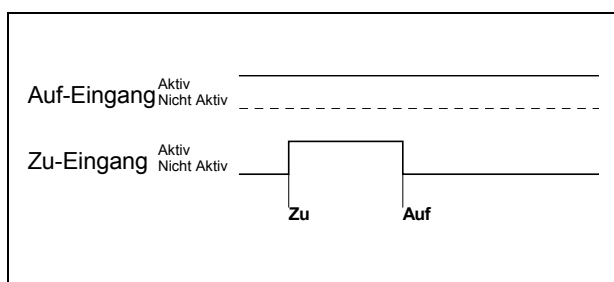 Auf-Eingang Aktiv
Nicht Aktiv
Zu-Eingang Aktiv
Nicht Aktiv
Zu Auf